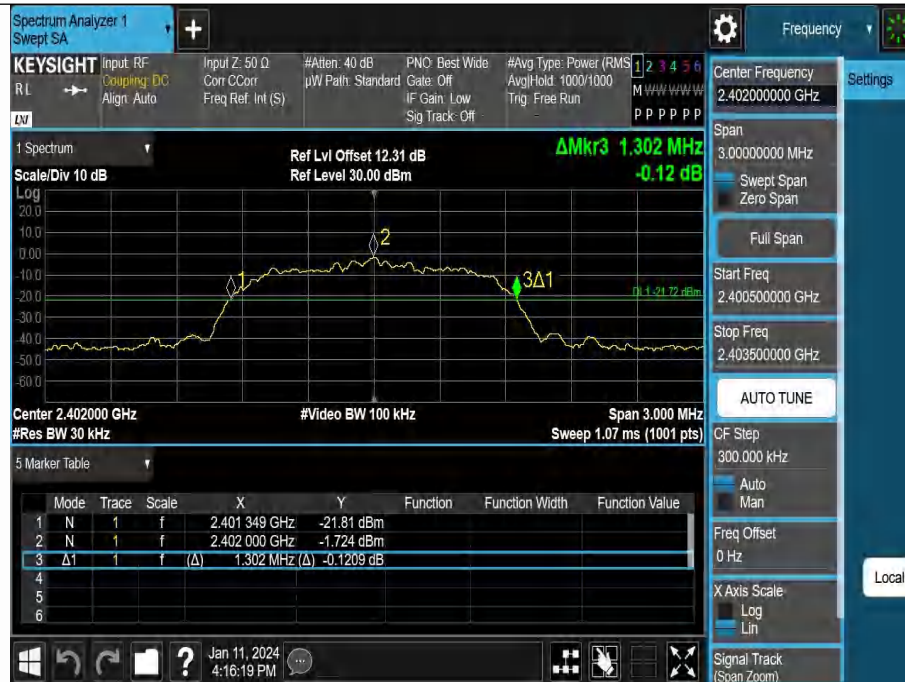 Spectrum Analyzer 1
Swept SA
+
Frequency
KEYSIGHT
RL
LXI
Input: RF
Coupling: DC
Align: Auto
Input Z: 50 Ω
Corr CCorr
Freq Ref: Int (S)
#Atten: 40 dB
µW Path: Standard
PNO: Best Wide
Gate: Off
IF Gain: Low
Sig Track: Off
#Avg Type: Power (RMS
Avg|Hold: 1000/1000
Trig: Free Run
1 2 3 4 5 6
M W W W W W
P P P P P P
1 Spectrum
Scale/Div 10 dB
Ref Lvl Offset 12.31 dB
Ref Level 30.00 dBm
ΔMkr3 1.302 MHz
-0.12 dB
Log
20.0
10.0
0.00
-10.0
-20.0
-30.0
-40.0
-50.0
-60.0
1
2
3Δ1
DL1 -21.72 dBm
Center 2.402000 GHz
#Video BW 100 kHz
Span 3.000 MHz
#Res BW 30 kHz
Sweep 1.07 ms (1001 pts)
5 Marker Table
Mode Trace Scale X Y Function Function Width Function Value
1 N 1 f 2.401 349 GHz -21.81 dBm
2 N 1 f 2.402 000 GHz -1.724 dBm
3 Δ1 1 f (Δ) 1.302 MHz (Δ) -0.1209 dB
4
5
6
?
Jan 11, 2024
4:16:19 PM
Center Frequency
2.402000000 GHz
Settings
Span
3.00000000 MHz
Swept Span
Zero Span
Full Span
Start Freq
2.400500000 GHz
Stop Freq
2.403500000 GHz
AUTO TUNE
CF Step
300.000 kHz
Auto
Man
Freq Offset
0 Hz
Local
X Axis Scale
Log
Lin
Signal Track
(Span Zoom)